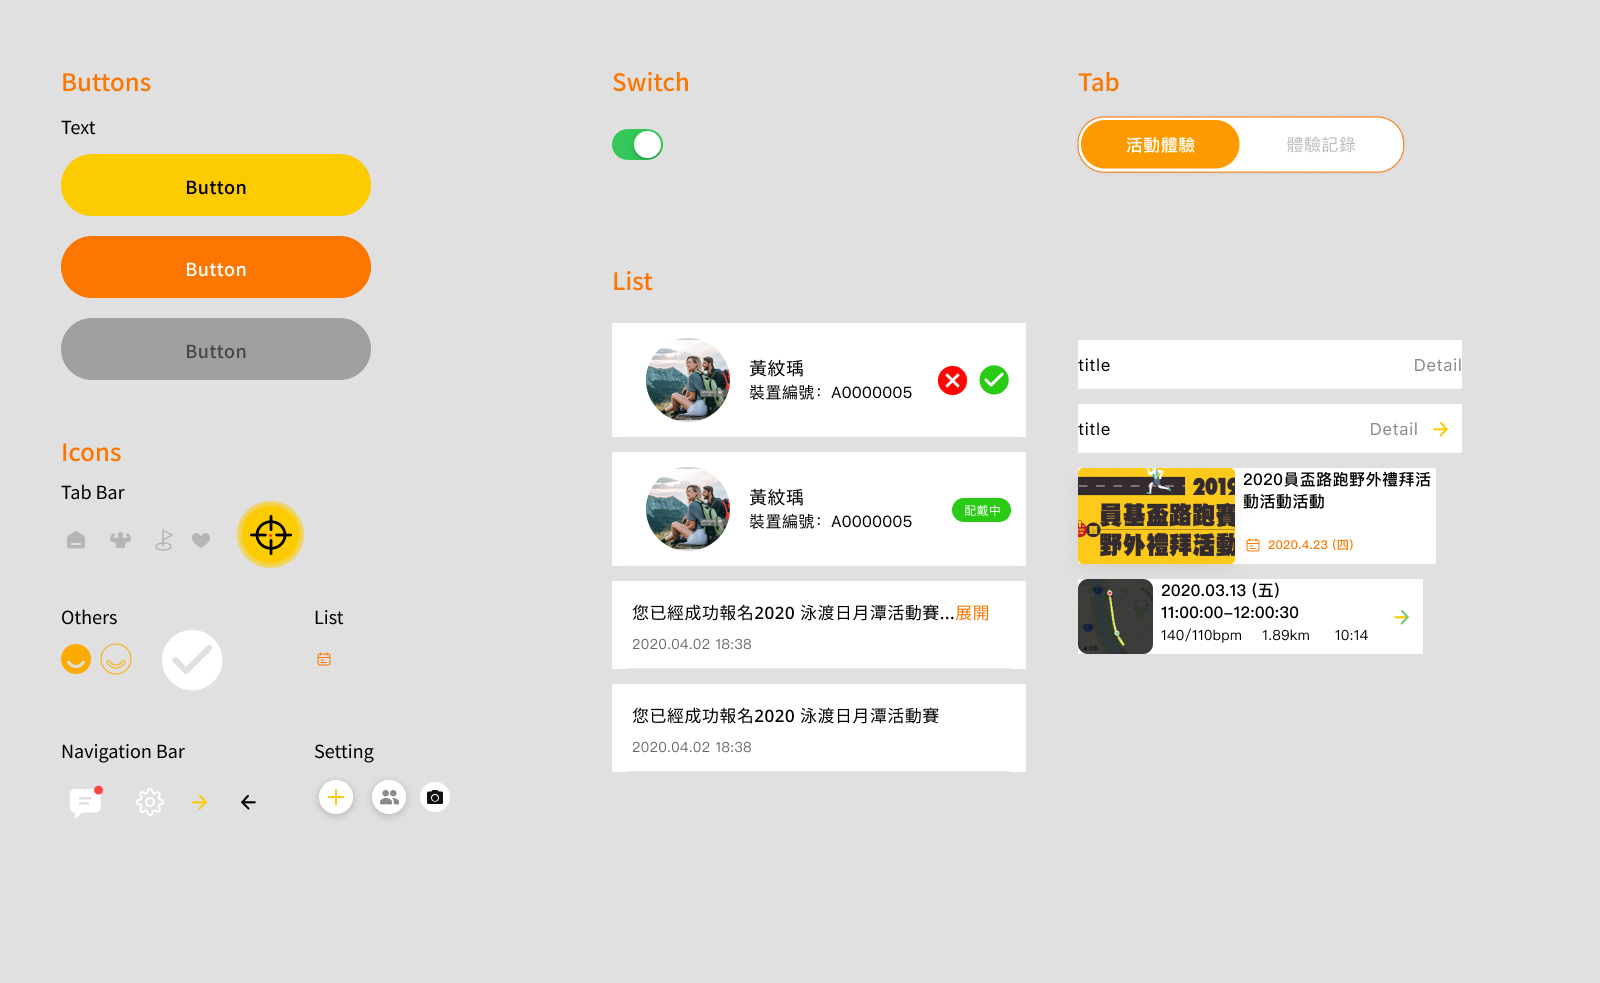 Buttons
Text
Button
Button
Button
Icons
Tab Bar
Others
List
Navigation Bar
Setting
Switch
List
黃紋瑀
裝置編號：A0000005
黃紋瑀
裝置編號：A0000005
配戴中
您已經成功報名2020 泳渡日月潭活動賽...展開
2020.04.02 18:38
您已經成功報名2020 泳渡日月潭活動賽
2020.04.02 18:38
Tab
活動體驗
體驗記錄
title
Detail
title
Detail
2019
員基盃路跑賽
野外禮拜活動
2020員盃路跑野外禮拜活
動活動活動
2020.4.23 (四)
2020.03.13 (五)
11:00:00-12:00:30
140/110bpm 1.89km 10:14